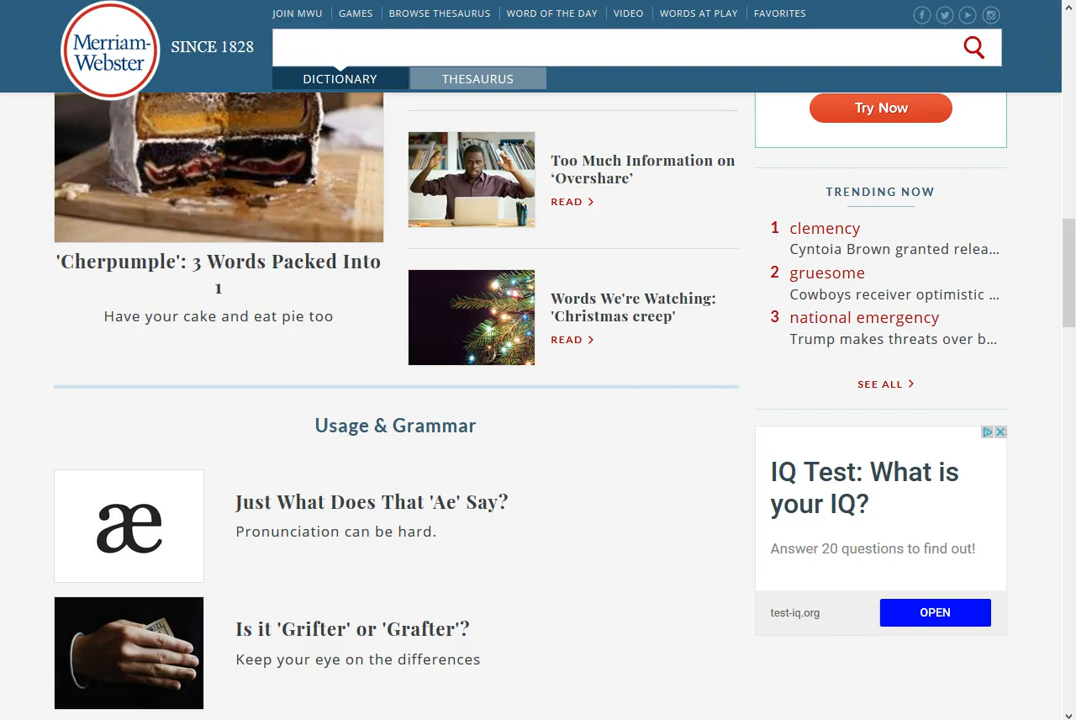 JOIN MWU
GAMES
BROWSE THESAURUS
WORD OF THE DAY
VIDEO
WORDS AT PLAY
FAVORITES
Merriam-
Webster
SINCE 1828
DICTIONARY
THESAURUS
'Cherpumple': 3 Words Packed Into
1
Have your cake and eat pie too
Too Much Information on
‘Overshare’
READ >
Words We're Watching:
'Christmas creep'
READ >
Usage & Grammar
æ
Just What Does That 'Ae' Say?
Pronunciation can be hard.
Is it 'Grifter' or 'Grafter'?
Keep your eye on the differences
Try Now
TRENDING NOW
1 clemency
Cyntoia Brown granted relea...
2 gruesome
Cowboys receiver optimistic ...
3 national emergency
Trump makes threats over b...
SEE ALL >
IQ Test: What is
your IQ?
Answer 20 questions to find out!
test-iq.org
OPEN